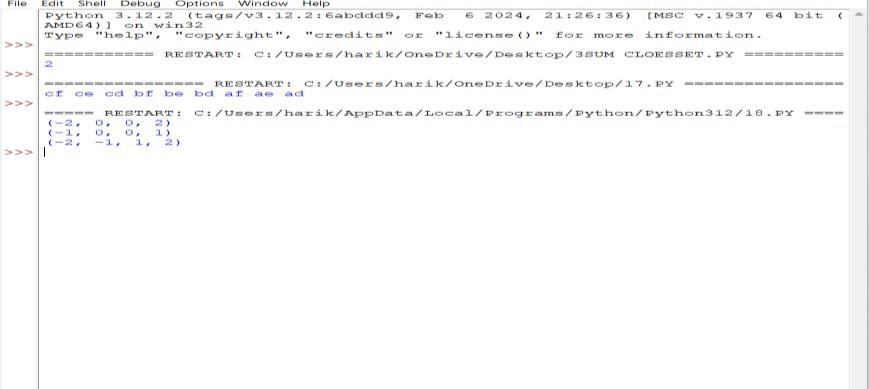 File Edit Shell Debug Options Window Help
Python 3.12.2 (tags/v3.12.2:6abddd9, Feb  6 2024, 21:26:36) [MSC v.1937 64 bit (
AMD64)] on win32
Type "help", "copyright", "credits" or "license()" for more information.
>>>
=========== RESTART: C:/Users/harik/OneDrive/Desktop/3SUM CLOESSET.PY ==========
2
>>>
================ RESTART: C:/Users/harik/OneDrive/Desktop/17.PY ================
cf ce cd bf be bd af ae ad
>>>
===== RESTART: C:/Users/harik/AppData/Local/Programs/Python/Python312/18.PY ====
(-2, 0, 0, 2)
(-1, 0, 0, 1)
(-2, -1, 1, 2)
>>>